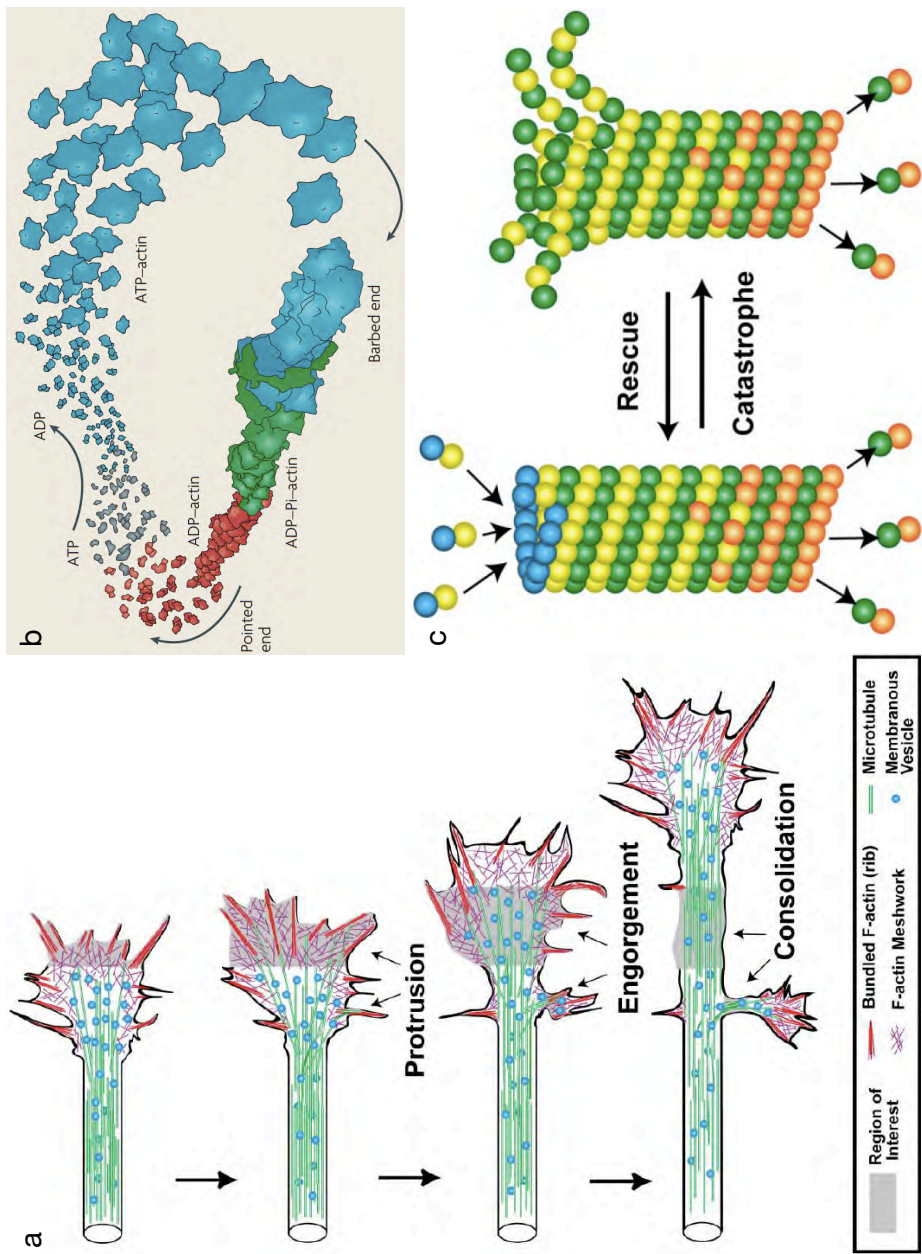 a
Protrusion
Engorgement
Consolidation
Region of
Interest
Bundled F-actin (rib)
F-actin Meshwork
Microtubule
Membranous
Vesicle
b
ATP
ADP
ATP–actin
ADP–actin
ADP–Pi–actin
Pointed
end
Barbed end
c
Rescue
Catastrophe